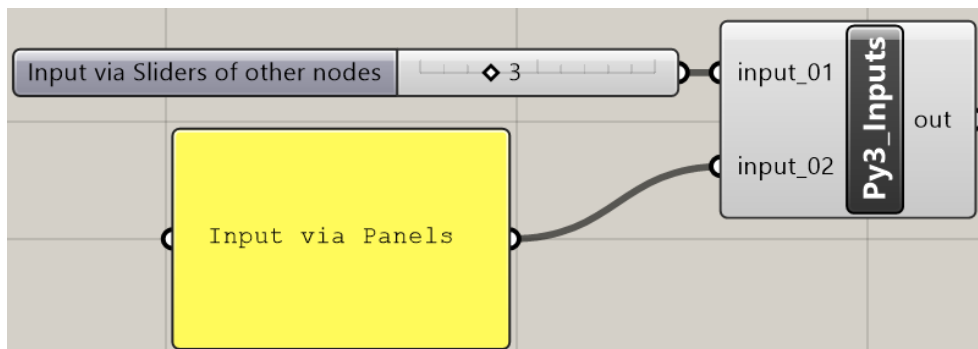 Input via Sliders of other nodes
3
input_01
input_02
Py3_Inputs
out
Input via Panels